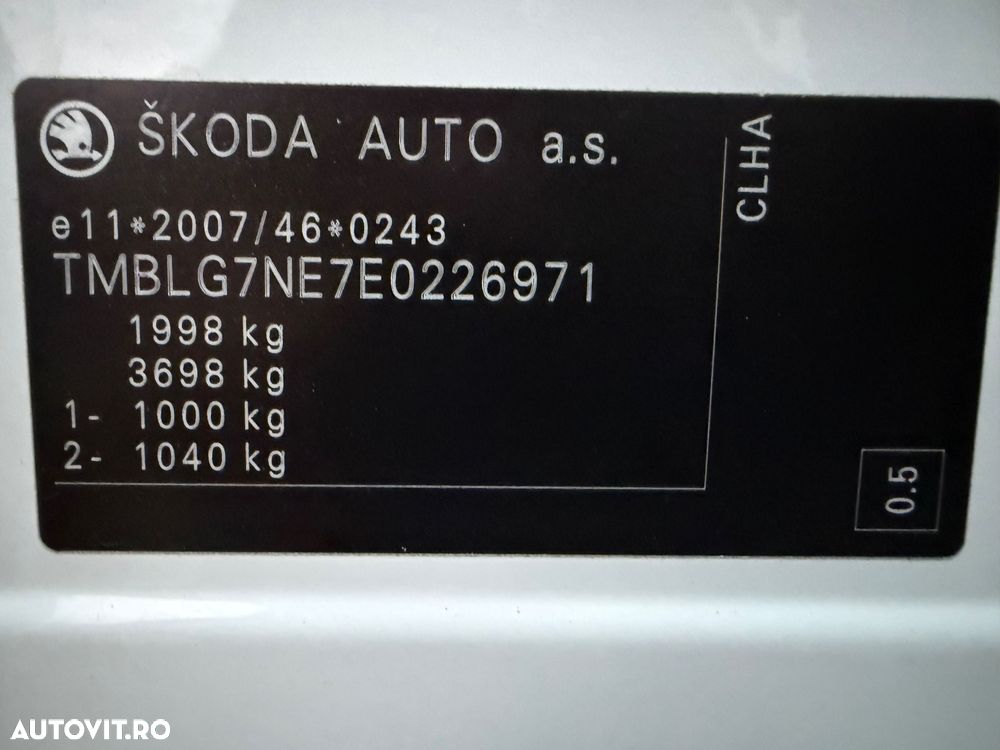 ŠKODA AUTO a.s.
e11*2007/46*0243
TMBLG7NE7E0226971
1998 kg
3698 kg
1- 1000 kg
2- 1040 kg
CLHA
0.5
AUTOVIT.RO